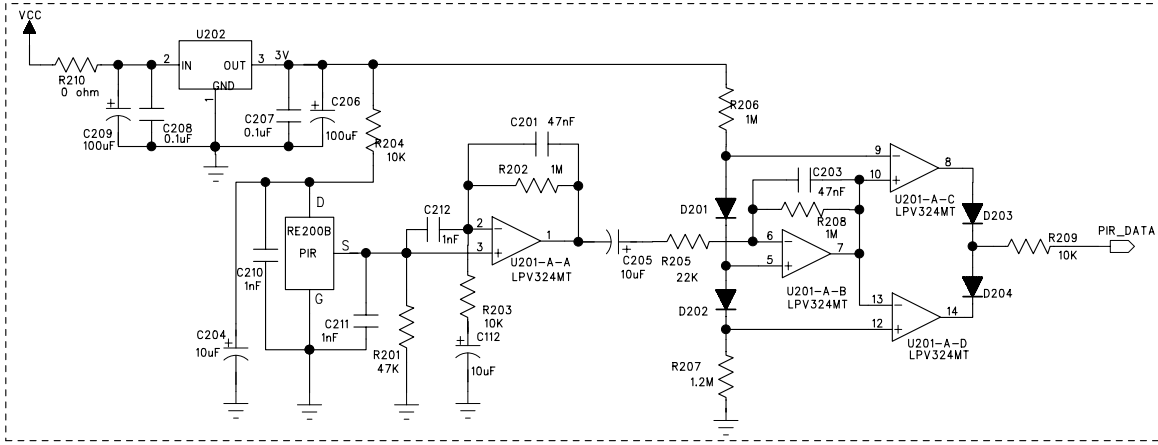 VCC
U202
2
IN
OUT
3
3V
GND
1
R210
0 ohm
C209
100uF
C208
0.1uF
C207
0.1uF
C206
100uF
R204
10K
C201
47nF
R202
1M
R206
1M
9
8
10
C203
47nF
U201-A-C
LPV324MT
D
RE200B
PIR
S
G
C212
1nF
2
3
1
U201-A-A
LPV324MT
D201
R208
1M
D203
6
5
7
C205
10uF
R205
22K
U201-A-B
LPV324MT
R209
10K
PIR_DATA
C210
1nF
C204
10uF
C211
1nF
R201
47K
R203
10K
C112
10uF
D202
D204
13
12
14
U201-A-D
LPV324MT
R207
1.2M